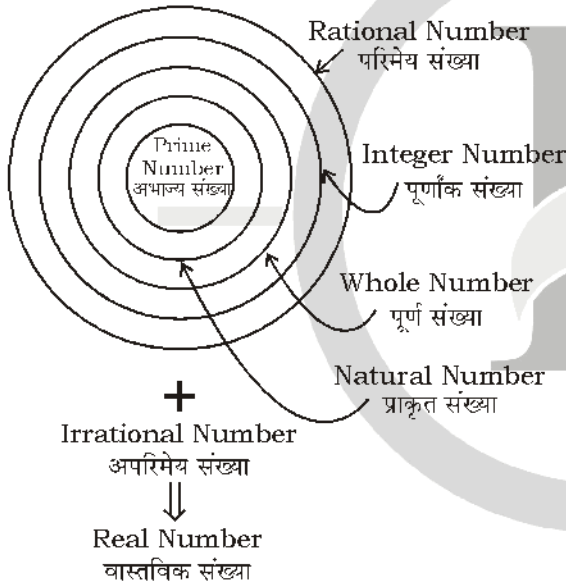 Rational Number
परिमेय संख्या
Prime
Number
अभाज्य संख्या
Integer Number
पूर्णांक संख्या
Whole Number
पूर्ण संख्या
Natural Number
प्राकृत संख्या
+
Irrational Number
अपरिमेय संख्या
⇓
Real Number
वास्तविक संख्या